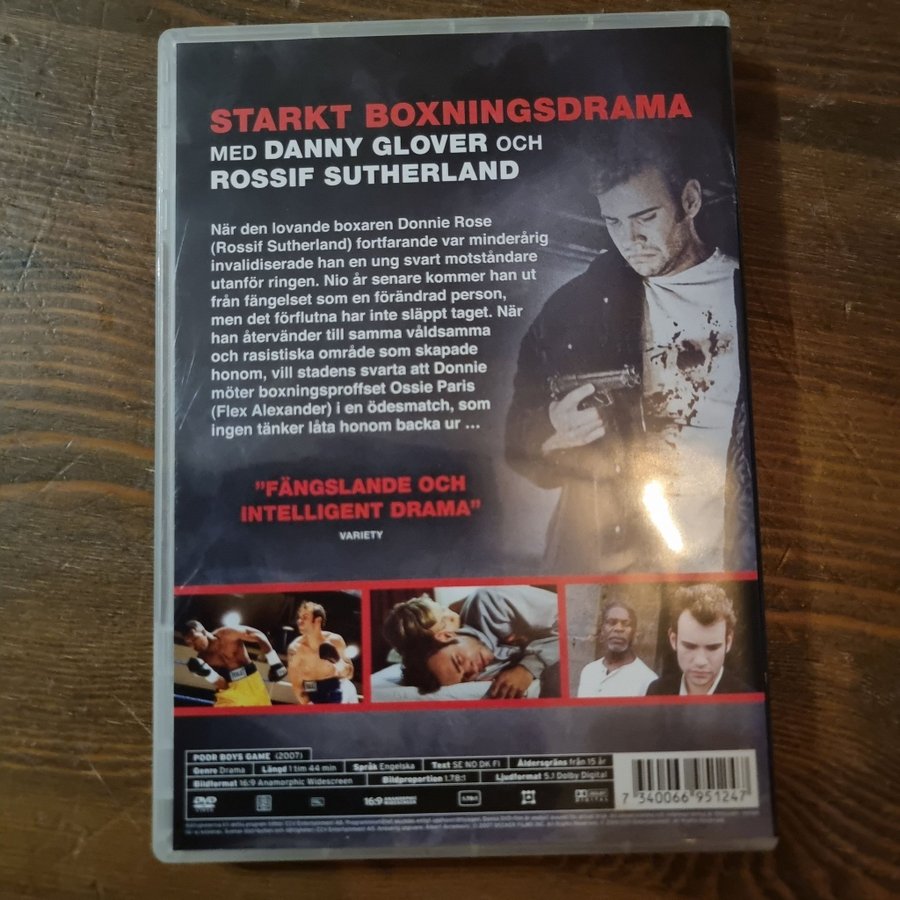 STARKT BOXNINGSDRAMA
MED DANNY GLOVER OCH
ROSSIF SUTHERLAND
När den lovande boxaren Donnie Rose
(Rossif Sutherland) fortfarande var minderårig
invalidiserade han en ung svart motståndare
utanför ringen. Nio år senare kommer han ut
från fängelset som en förändrad person,
men det förflutna har inte släppt taget. När
han återvänder till samma våldsamma
och rasistiska område som skapade
honom, vill stadens svarta att Donnie
möter boxningsproffset Ossie Paris
(Flex Alexander) i en ödesmatch, som
ingen tänker låta honom backa ur ...
”FÄNGSLANDE OCH
INTELLIGENT DRAMA”
VARIETY
POOR BOYS GAME (2007)
Genre Drama Längd 1 tim 44 min Språk Engelska Text SE NO DK FI Åldersgräns från 15 år
Bildformat 16:9 Anamorphic Widescreen Bildproportion 1.78:1 Ljudformat 5.1 Dolby Digital
DVD 16:9 1.78:1 DIGITAL
7 340066 951247